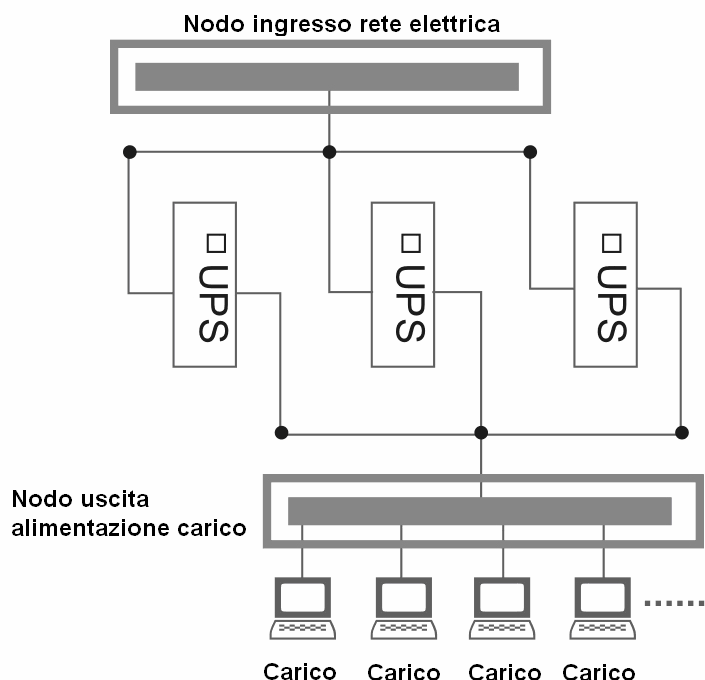 Nodo ingresso rete elettrica
UPS
UPS
UPS
Nodo uscita
alimentazione carico
Carico Carico Carico Carico